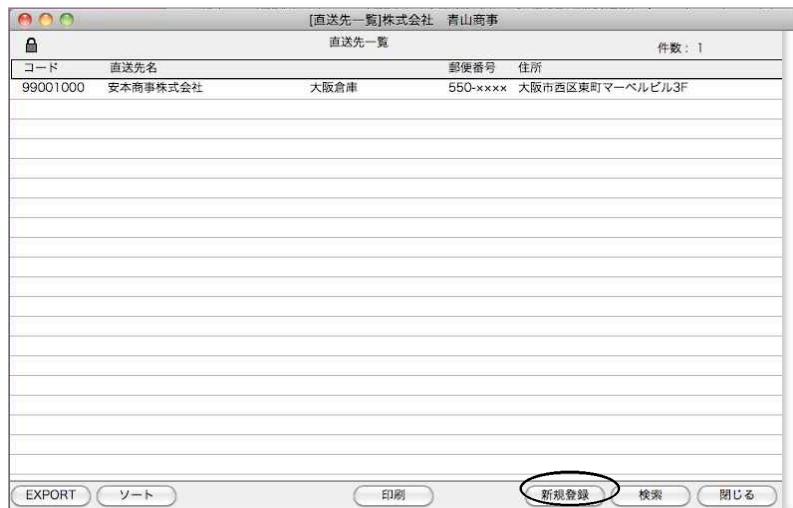 [直送先一覧]株式会社 青山商事
直送先一覧 件数: 1
コード 直送先名 郵便番号 住所
99001000 安本商事株式会社 大阪倉庫 550-×××× 大阪市西区東町マーベルビル3F
EXPORT ソート 印刷 新規登録 検索 閉じる